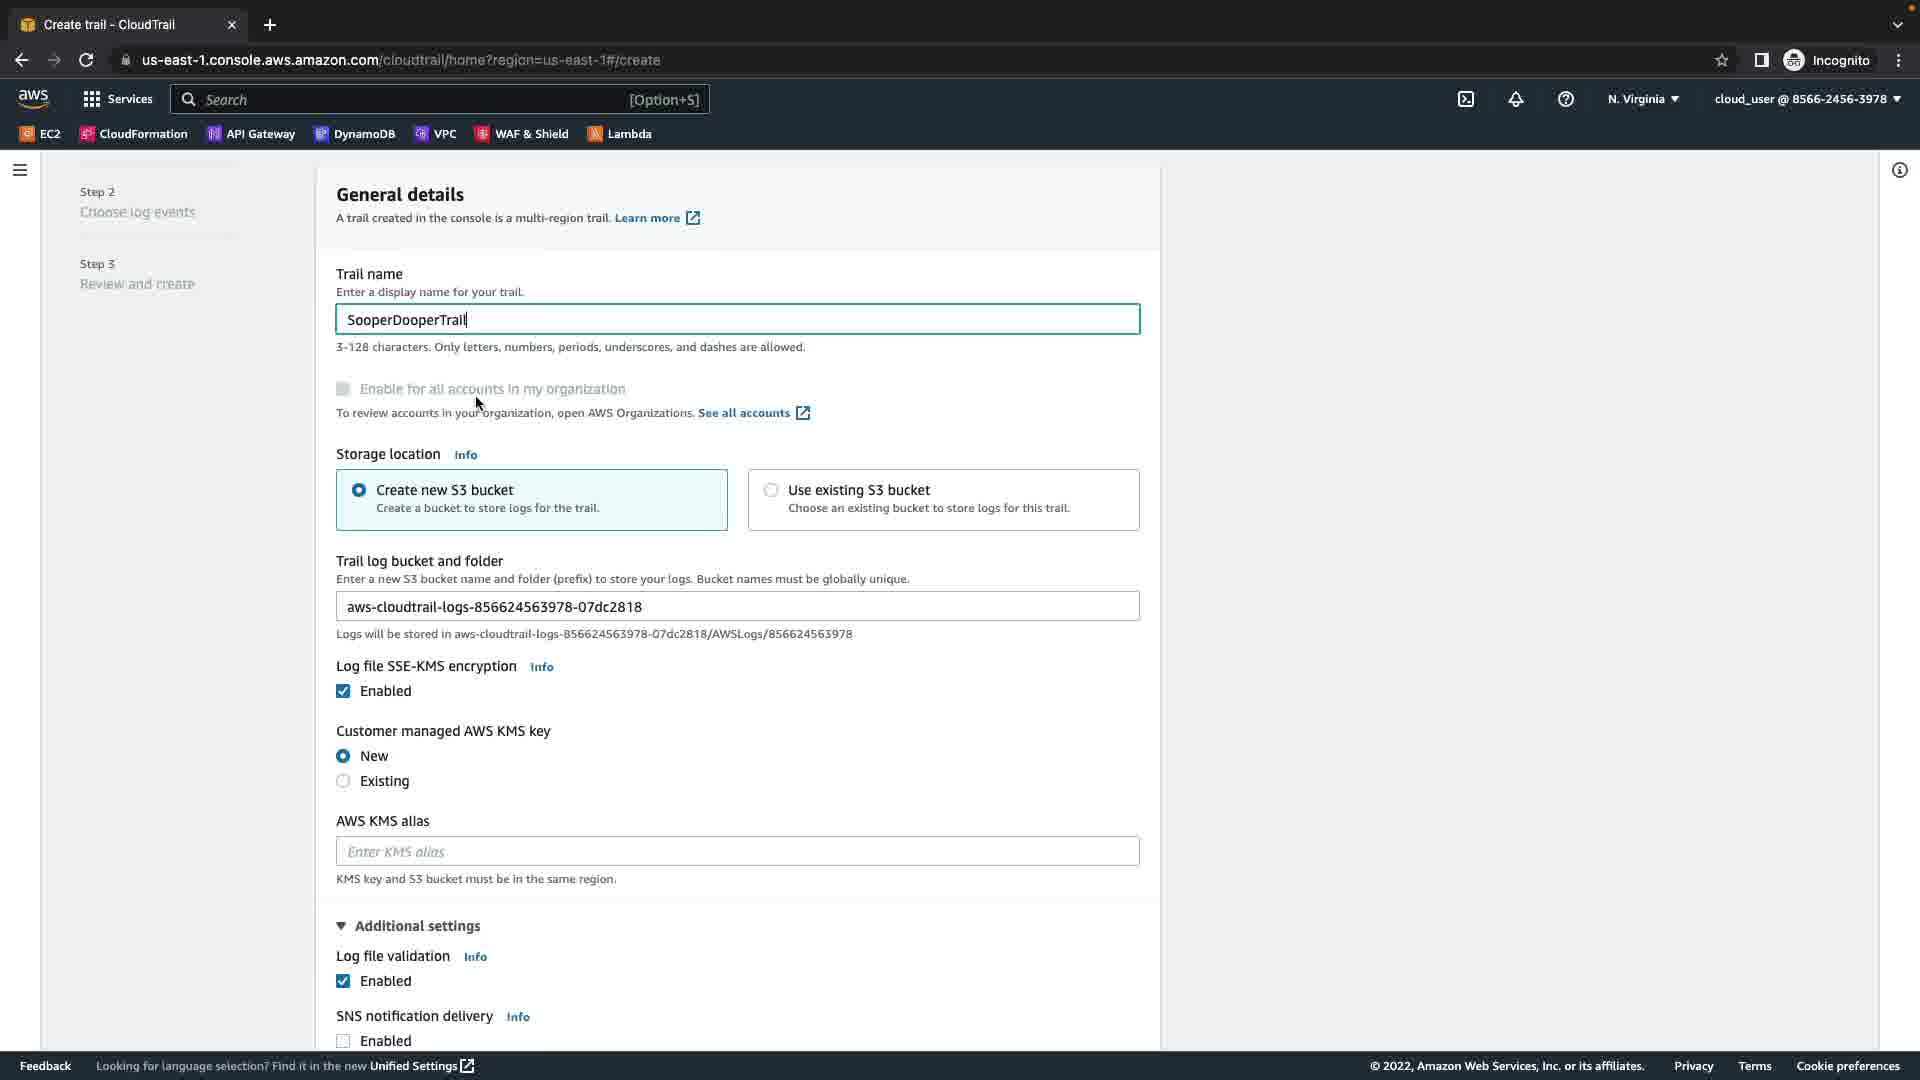 Create trail - CloudTrail
us-east-1.console.aws.amazon.com/cloudtrail/home?region=us-east-1#/create
Incognito
aws
Services
Search
[Option+S]
N. Virginia
cloud_user @ 8566-2456-3978
EC2
CloudFormation
API Gateway
DynamoDB
VPC
WAF & Shield
Lambda
Step 2
Choose log events
Step 3
Review and create
General details
A trail created in the console is a multi-region trail. Learn more
Trail name
Enter a display name for your trail.
SooperDooperTrail
3-128 characters. Only letters, numbers, periods, underscores, and dashes are allowed.
Enable for all accounts in my organization
To review accounts in your organization, open AWS Organizations. See all accounts
Storage location Info
Create new S3 bucket
Create a bucket to store logs for the trail.
Use existing S3 bucket
Choose an existing bucket to store logs for this trail.
Trail log bucket and folder
Enter a new S3 bucket name and folder (prefix) to store your logs. Bucket names must be globally unique.
aws-cloudtrail-logs-856624563978-07dc2818
Logs will be stored in aws-cloudtrail-logs-856624563978-07dc2818/AWSLogs/856624563978
Log file SSE-KMS encryption Info
Enabled
Customer managed AWS KMS key
New
Existing
AWS KMS alias
Enter KMS alias
KMS key and S3 bucket must be in the same region.
Additional settings
Log file validation Info
Enabled
SNS notification delivery Info
Enabled
Feedback
Looking for language selection? Find it in the new Unified Settings
© 2022, Amazon Web Services, Inc. or its affiliates.
Privacy
Terms
Cookie preferences